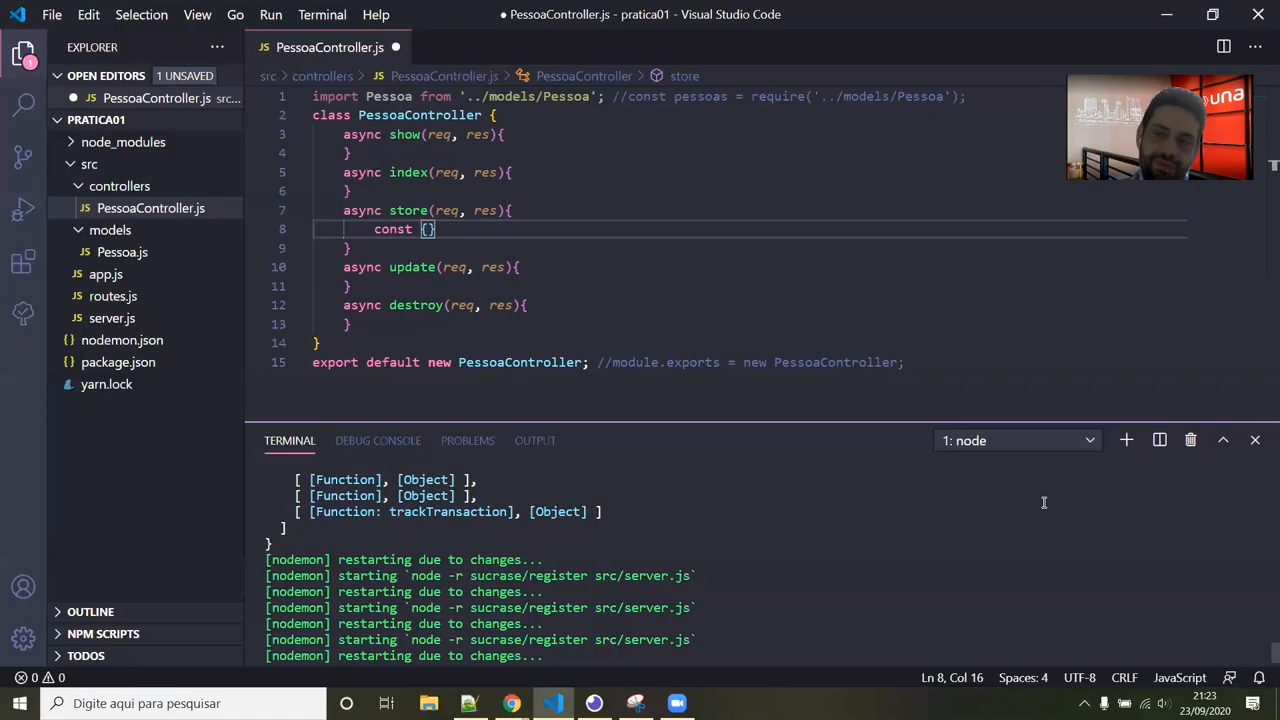 File Edit Selection View Go Run Terminal Help
● PessoaController.js - pratica01 - Visual Studio Code
EXPLORER
JS PessoaController.js
OPEN EDITORS 1 UNSAVED
src > controllers > JS PessoaController.js > PessoaController > store
JS PessoaController.js src...
PRATICA01
node_modules
src
controllers
JS PessoaController.js
models
JS Pessoa.js
JS app.js
JS routes.js
JS server.js
{} nodemon.json
{} package.json
yarn.lock
OUTLINE
NPM SCRIPTS
TODOS
1
1 import Pessoa from '../models/Pessoa'; //const pessoas = require('../models/Pessoa');
2 class PessoaController {
3 async show(req, res){
4 }
5 async index(req, res){
6 }
7 async store(req, res){
8 const {}
9 }
10 async update(req, res){
11 }
12 async destroy(req, res){
13 }
14 }
15 export default new PessoaController; //module.exports = new PessoaController;
una
TERMINAL DEBUG CONSOLE PROBLEMS OUTPUT
1: node
[ [Function], [Object] ],
[ [Function], [Object] ],
[ [Function: trackTransaction], [Object] ]
]
}
[nodemon] restarting due to changes...
[nodemon] starting `node -r sucrase/register src/server.js`
[nodemon] restarting due to changes...
[nodemon] starting `node -r sucrase/register src/server.js`
[nodemon] restarting due to changes...
[nodemon] starting `node -r sucrase/register src/server.js`
[nodemon] restarting due to changes...
0 0
Ln 8, Col 16 Spaces: 4 UTF-8 CRLF JavaScript
Digite aqui para pesquisar
21:23
23/09/2020